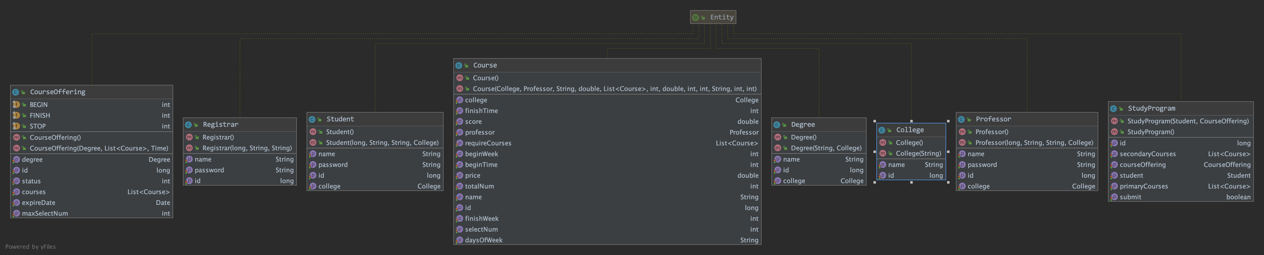 Entity
CourseOffering
BEGIN int
FINISH int
STOP int
CourseOffering()
CourseOffering(Degree, List<Course>, Time)
degree Degree
id long
status int
courses List<Course>
expireDate Date
maxSelectNum int
Registrar
Registrar()
Registrar(long, String, String)
name String
password String
id long
Student
Student()
Student(long, String, String, College)
name String
password String
id long
college College
Course
Course()
Course(College, Professor, String, double, List<Course>, int, double, int, int, String, int, int)
college College
finishTime int
score double
professor Professor
requireCourses List<Course>
beginWeek int
beginTime int
price double
totalNum int
name String
id long
finishWeek int
selectNum int
daysOfWeek String
Degree
Degree()
Degree(String, College)
name String
id long
college College
College
College()
College(String)
name String
id long
Professor
Professor()
Professor(long, String, String, College)
name String
password String
id long
college College
StudyProgram
StudyProgram(Student, CourseOffering)
StudyProgram()
id long
secondaryCourses List<Course>
courseOffering CourseOffering
student Student
primaryCourses List<Course>
submit boolean
Powered by yFiles